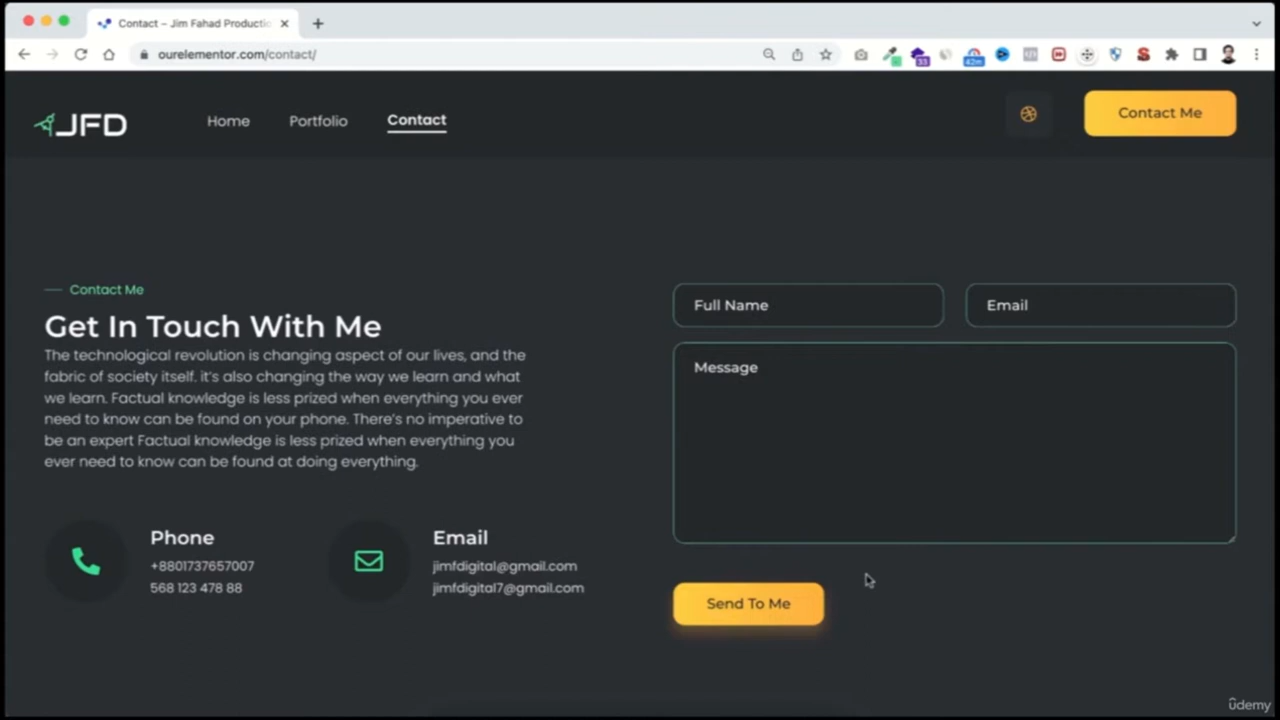 Contact – Jim Fahad Productio
ourelementor.com/contact/
33
42m
JFD
Home
Portfolio
Contact
Contact Me
Contact Me
Get In Touch With Me
The technological revolution is changing aspect of our lives, and the
fabric of society itself. it's also changing the way we learn and what
we learn. Factual knowledge is less prized when everything you ever
need to know can be found on your phone. There's no imperative to
be an expert Factual knowledge is less prized when everything you
ever need to know can be found at doing everything.
Phone
+8801737657007
568 123 478 88
Email
jimfdigital@gmail.com
jimfdigital7@gmail.com
Full Name
Email
Message
Send To Me
ûdemy